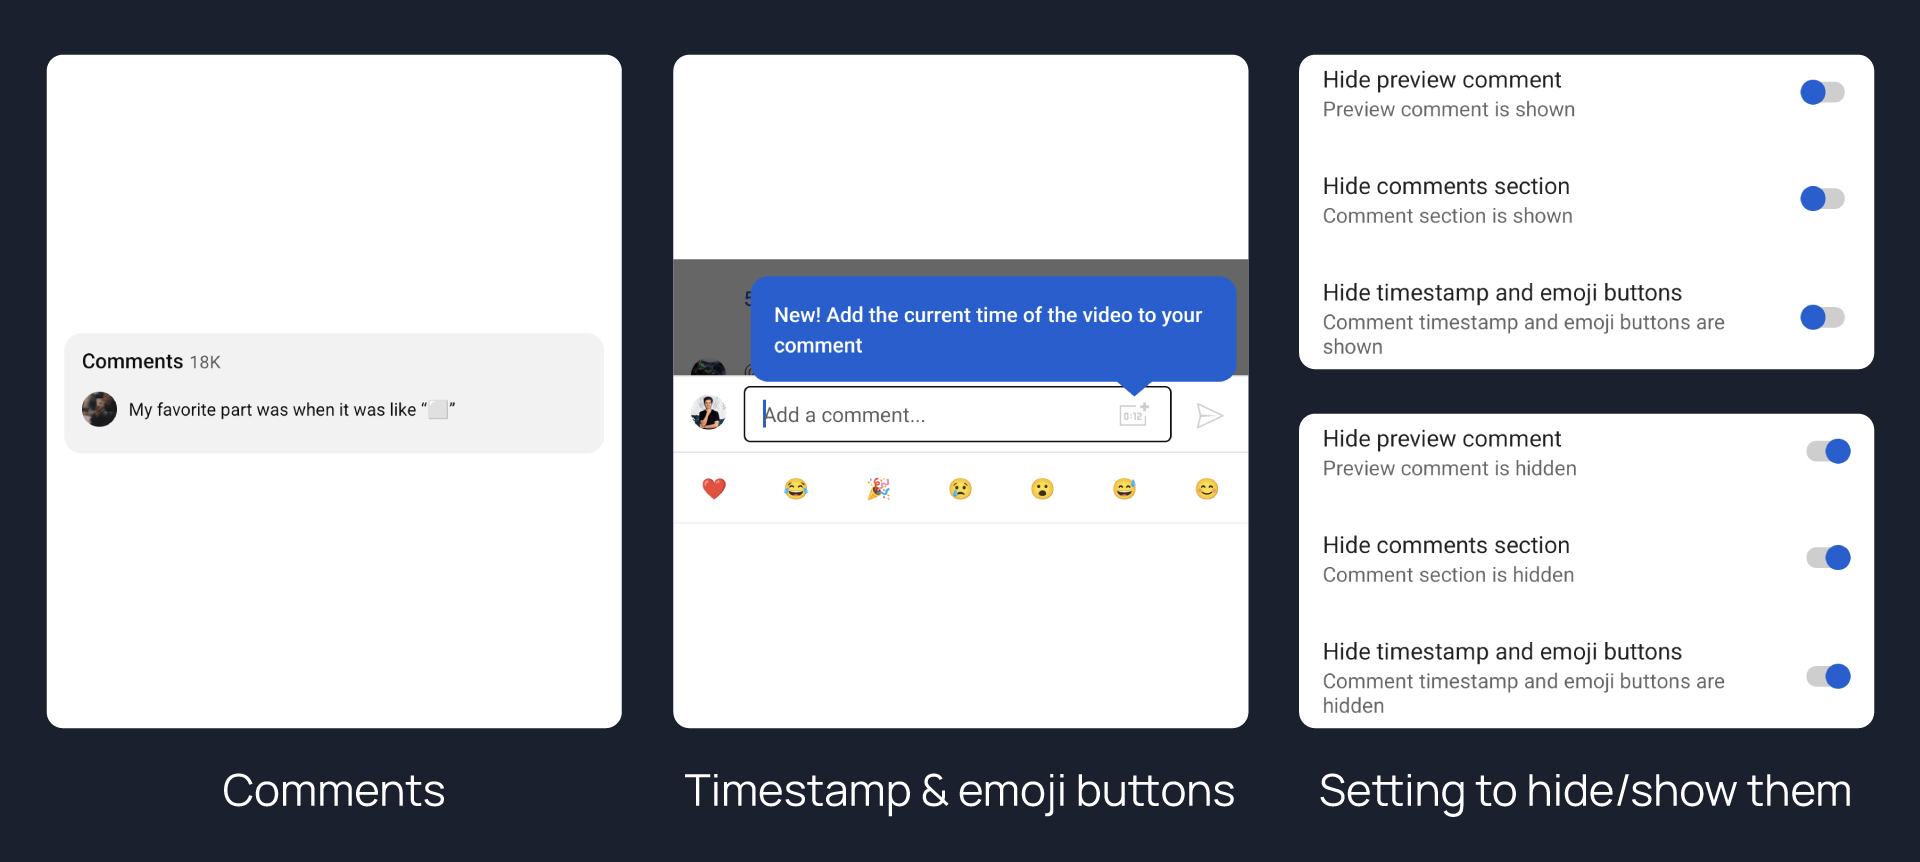 Comments 18K
My favorite part was when it was like “⬜”
New! Add the current time of the video to your
comment
Add a comment...
0:12
❤️ 😂 🎉 😢 😮 😅 😊
Hide preview comment
Preview comment is shown
Hide comments section
Comment section is shown
Hide timestamp and emoji buttons
Comment timestamp and emoji buttons are
shown
Hide preview comment
Preview comment is hidden
Hide comments section
Comment section is hidden
Hide timestamp and emoji buttons
Comment timestamp and emoji buttons are
hidden
Comments
Timestamp & emoji buttons
Setting to hide/show them